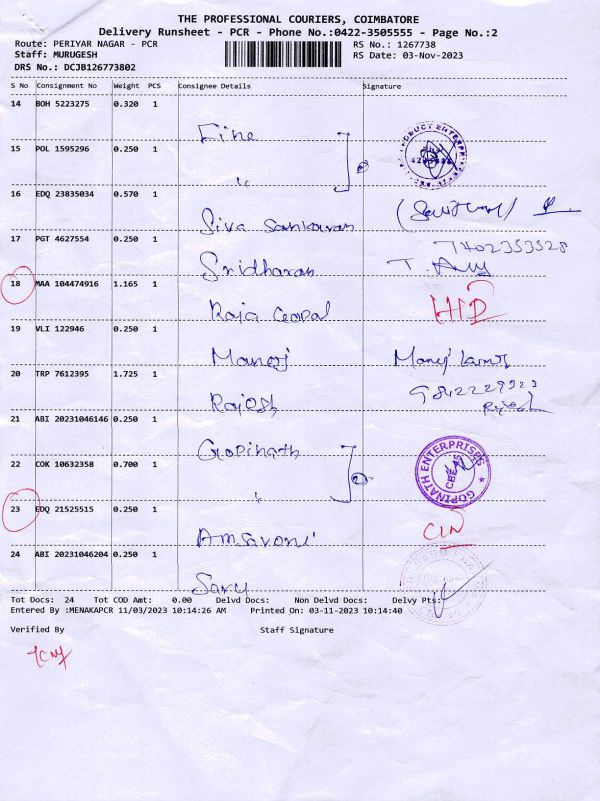 THE PROFESSIONAL COURIERS, COIMBATORE
Delivery Runsheet - PCR - Phone No.:0422-3505555 - Page No.:2
Route: PERIYAR NAGAR - PCR
RS No.: 1267738
Staff: MURUGESH
RS Date: 03-Nov-2023
DRS No.: DCJB126773802
S No Consignment No Weight PCS Consignee Details Signature
14 BOH 5223275 0.320 1
Fine
15 POL 1595296 0.250 1
"
16 EDQ 23835034 0.570 1
Siva Sankaran
17 PGT 4627554 0.250 1
7402353528
Sridharan
18 MAA 104474916 1.165 1
Raja Gopal
19 VLI 122946 0.250 1
Manoj Manoj Kumar
20 TRP 7612395 1.725 1
Rajesh
21 ABI 20231046146 0.250 1
Gopinath
GOPINATH ENTERPRISES
22 COK 10632358 0.700 1
"
23 EDQ 21525515 0.250 1
24 ABI 20231046204 0.250 1
Tot Docs: 24 Tot COD Amt: 0.00 Delvd Docs: Non Delvd Docs: Delvy Pts:
Entered By :MENAKAPCR 11/03/2023 10:14:26 AM Printed On: 03-11-2023 10:14:40
Verified By Staff Signature